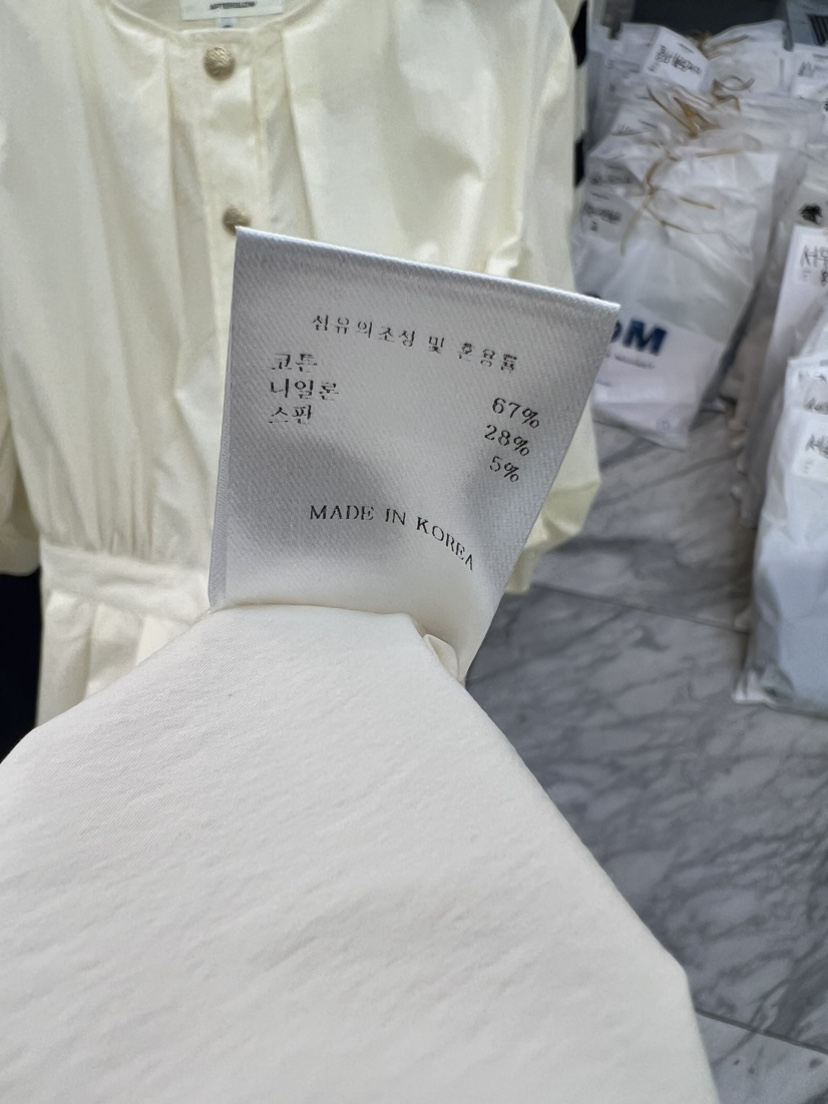 섬유의조성 및 혼용률
코튼 67%
니일론 28%
스판 5%
MADE IN KOREA